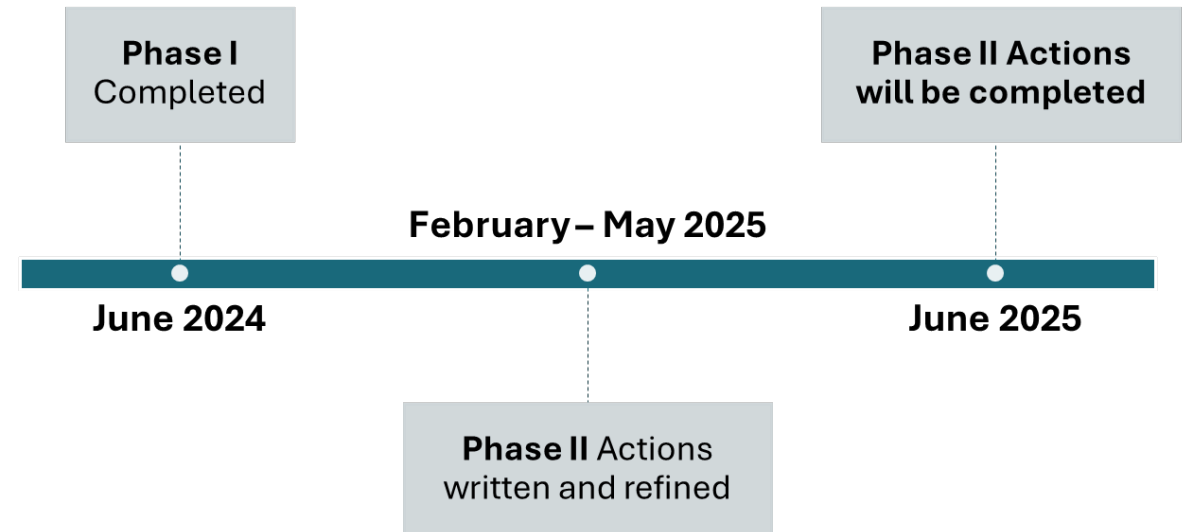 Phase I
Completed
Phase II Actions
will be completed
February – May 2025
June 2024
June 2025
Phase II Actions
written and refined